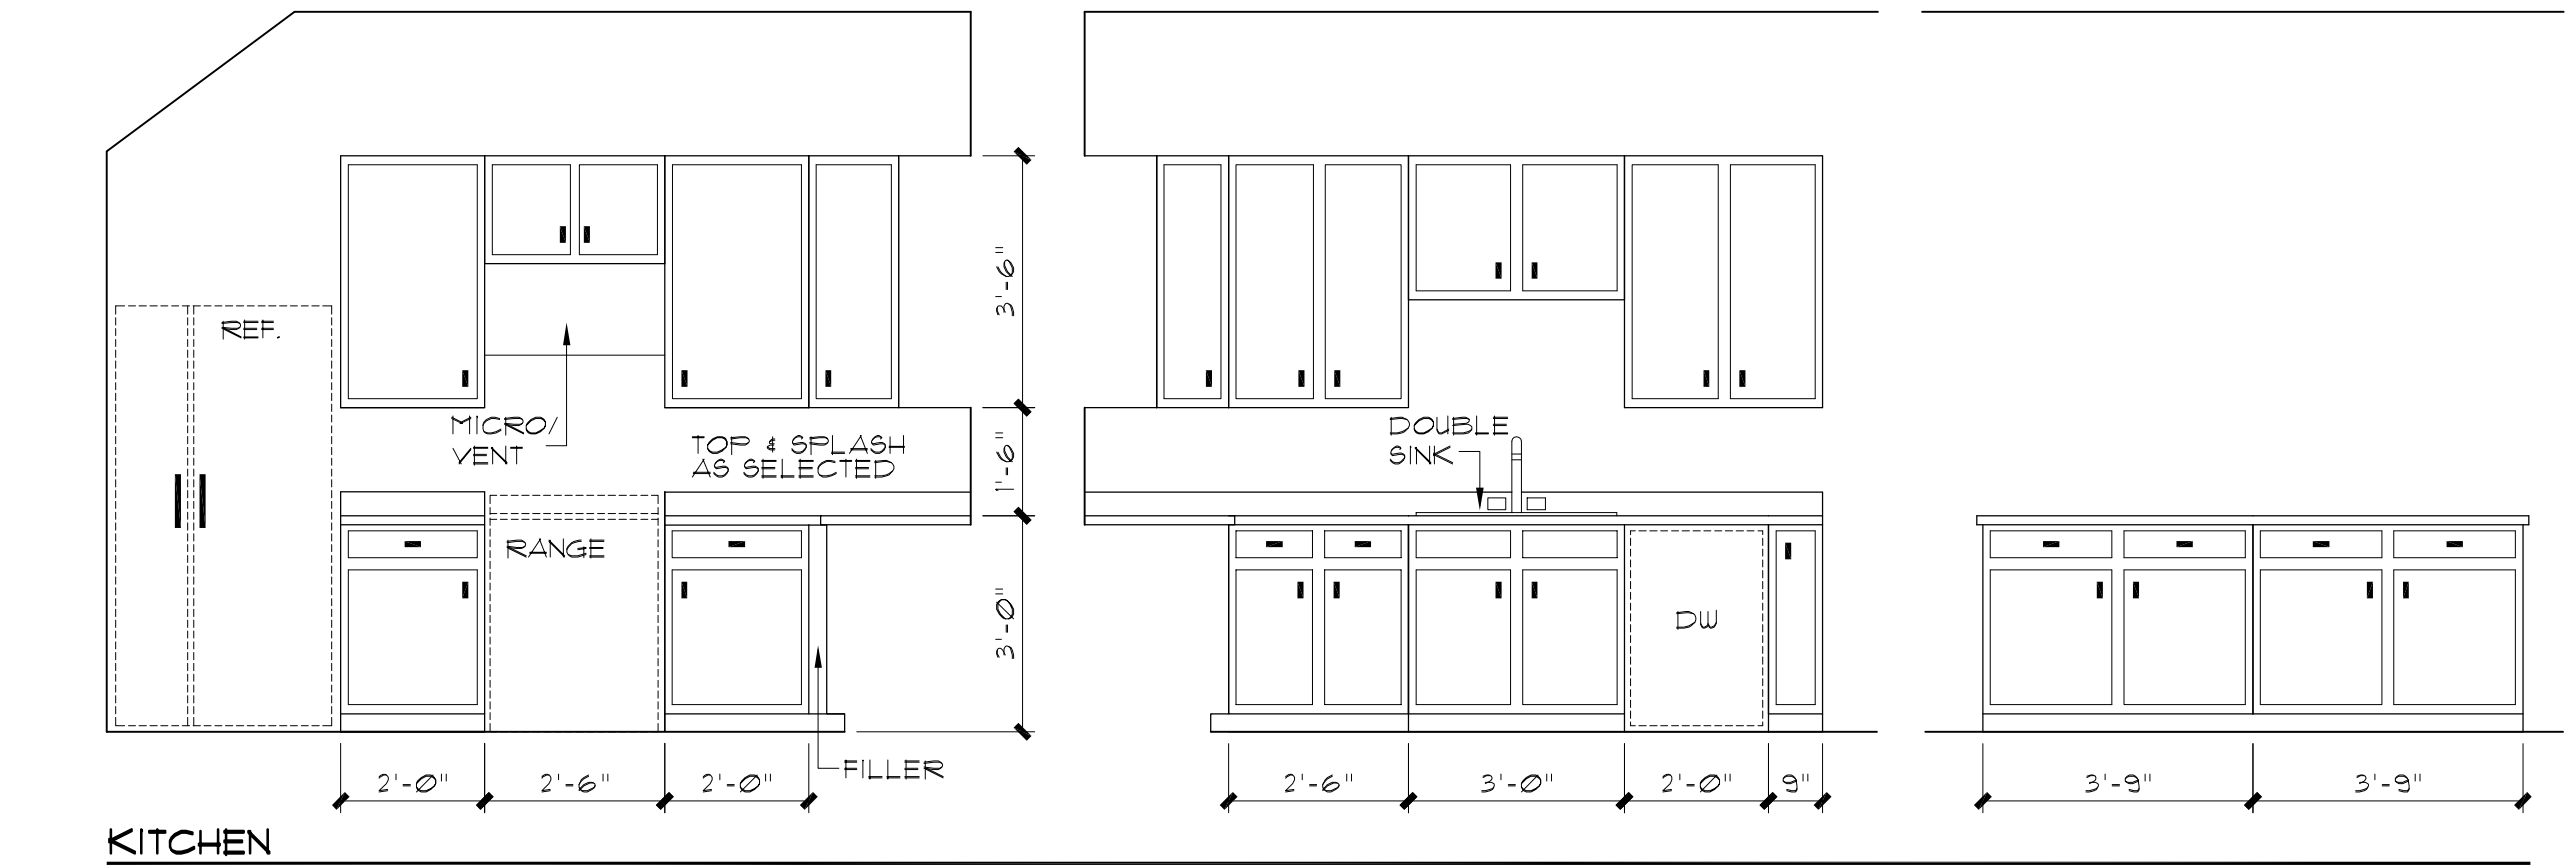 REF.
MICRO/
VENT
TOP & SPLASH
AS SELECTED
RANGE
FILLER
3'-6"
1'-6"
3'-0"
2'-0"
2'-6"
2'-0"
DOUBLE
SINK
DW
2'-6"
3'-0"
2'-0"
9"
3'-9"
3'-9"
KITCHEN